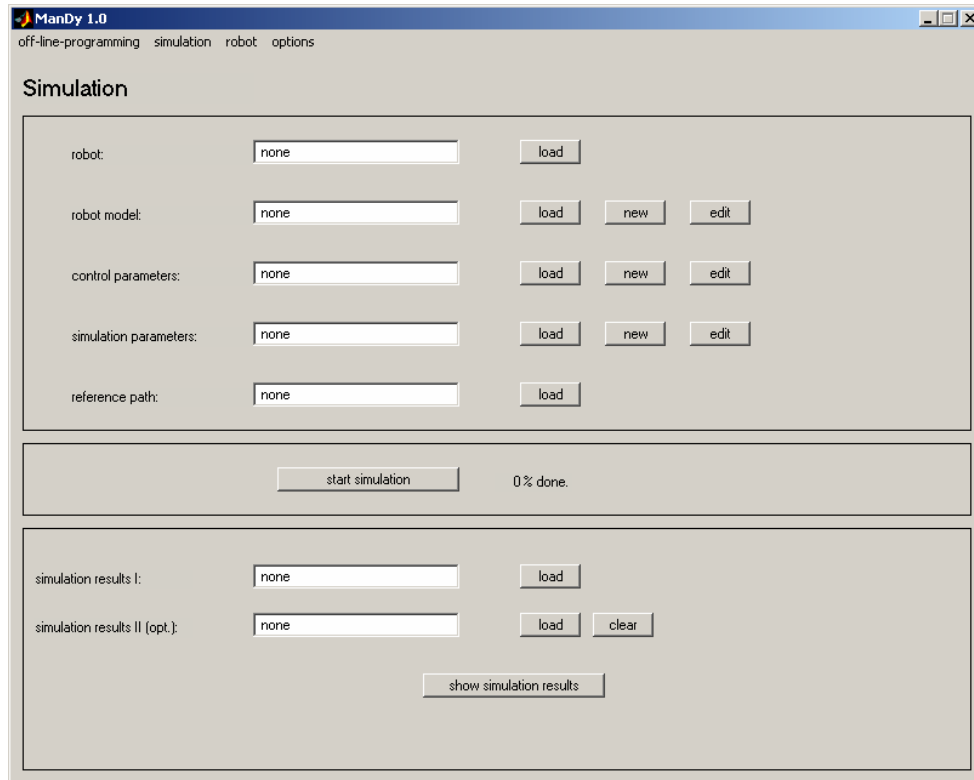 ManDy 1.0
off-line-programming simulation robot options
Simulation
robot: none load
robot model: none load new edit
control parameters: none load new edit
simulation parameters: none load new edit
reference path: none load
start simulation 0 % done.
simulation results I: none load
simulation results II (opt.): none load clear
show simulation results